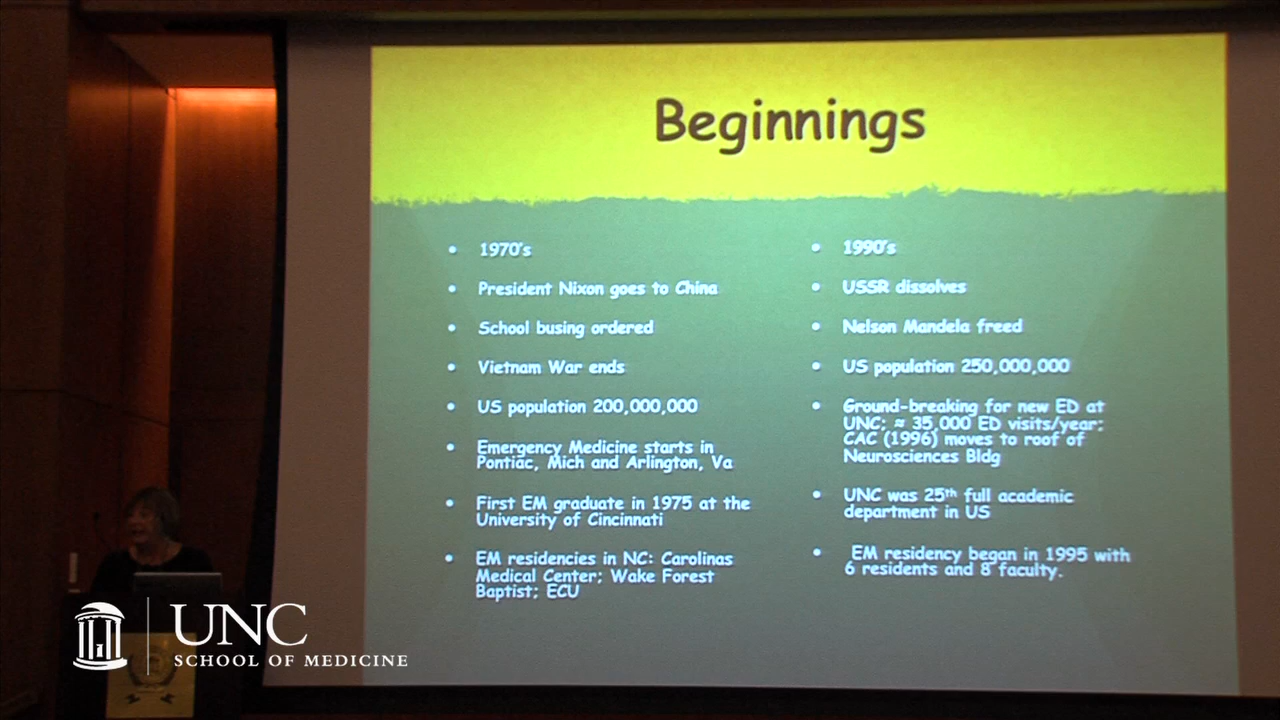 Beginnings
• 1970's
• President Nixon goes to China
• School busing ordered
• Vietnam War ends
• US population 200,000,000
• Emergency Medicine starts in
Pontiac, Mich and Arlington, Va
• First EM graduate in 1975 at the
University of Cincinnati
• EM residencies in NC: Carolinas
Medical Center; Wake Forest
Baptist; ECU
• 1990's
• USSR dissolves
• Nelson Mandela freed
• US population 250,000,000
• Ground-breaking for new ED at
UNC; ≈ 35,000 ED visits/year;
CAC (1996) moves to roof of
Neurosciences Bldg
• UNC was 25th full academic
department in US
• EM residency began in 1995 with
6 residents and 8 faculty.
UNC
SCHOOL OF MEDICINE